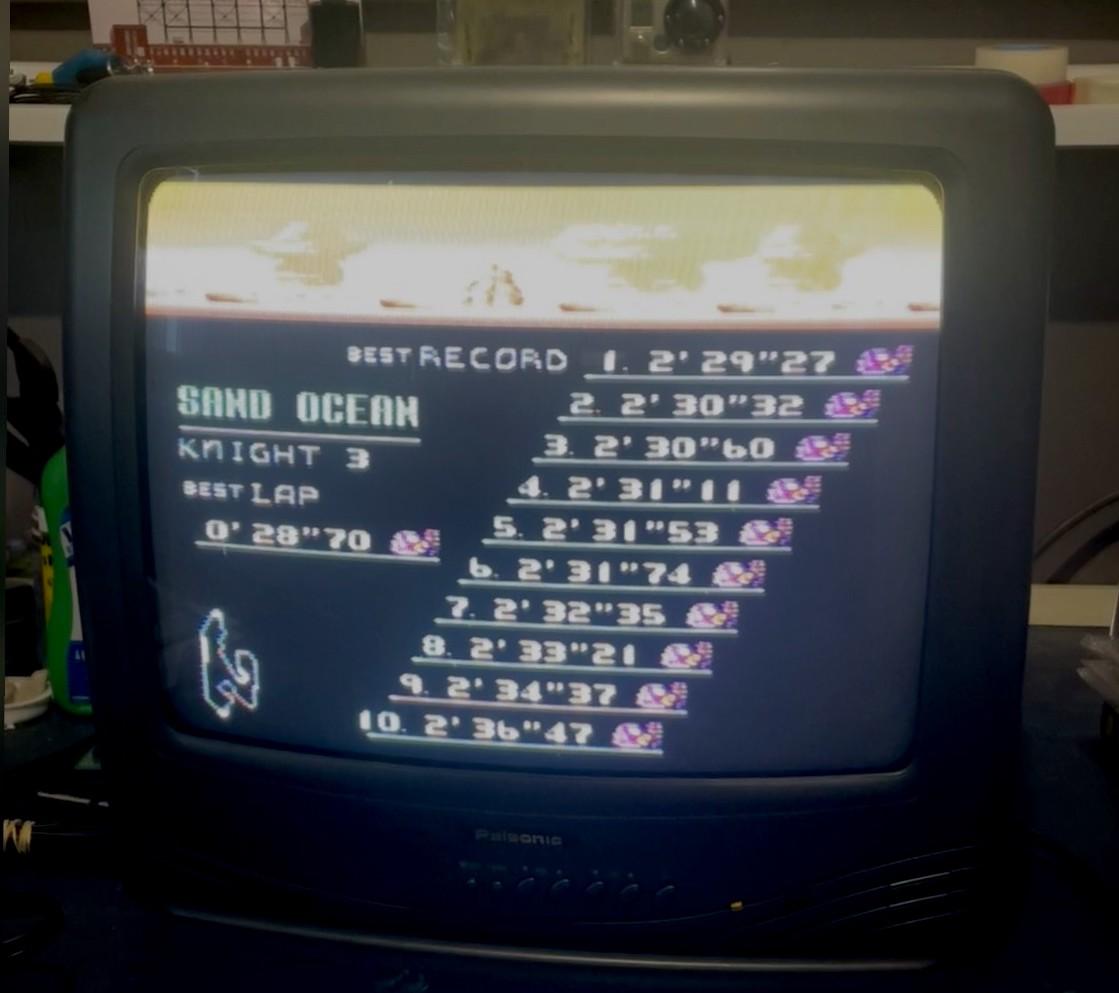 BEST RECORD
1. 2'29"27
SAND OCEAN
2. 2'30"32
KNIGHT 3
3. 2'30"60
BEST LAP
4. 2'31"11
0'28"70
5. 2'31"53
6. 2'31"74
7. 2'32"35
8. 2'33"21
9. 2'34"37
10. 2'36"47
Palsonic